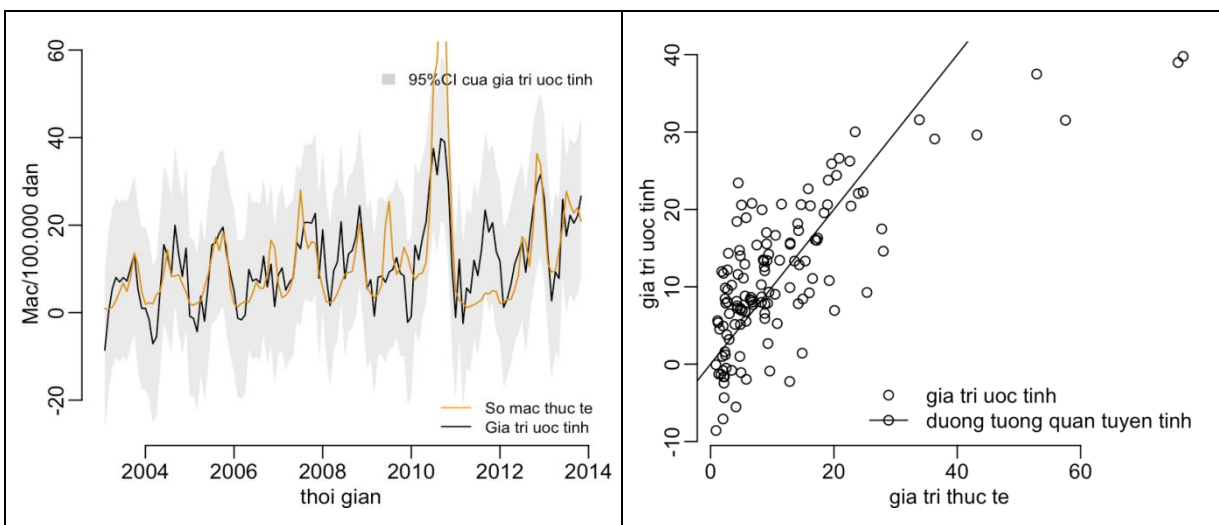 60
40
20
0
-20
Mac/100.000 dan
95%CI cua gia tri uoc tinh
So mac thuc te
Gia tri uoc tinh
2004 2006 2008 2010 2012 2014
thoi gian
40
30
20
10
0
-10
gia tri uoc tinh
gia tri uoc tinh
duong tuong quan tuyen tinh
0 20 40 60
gia tri thuc te